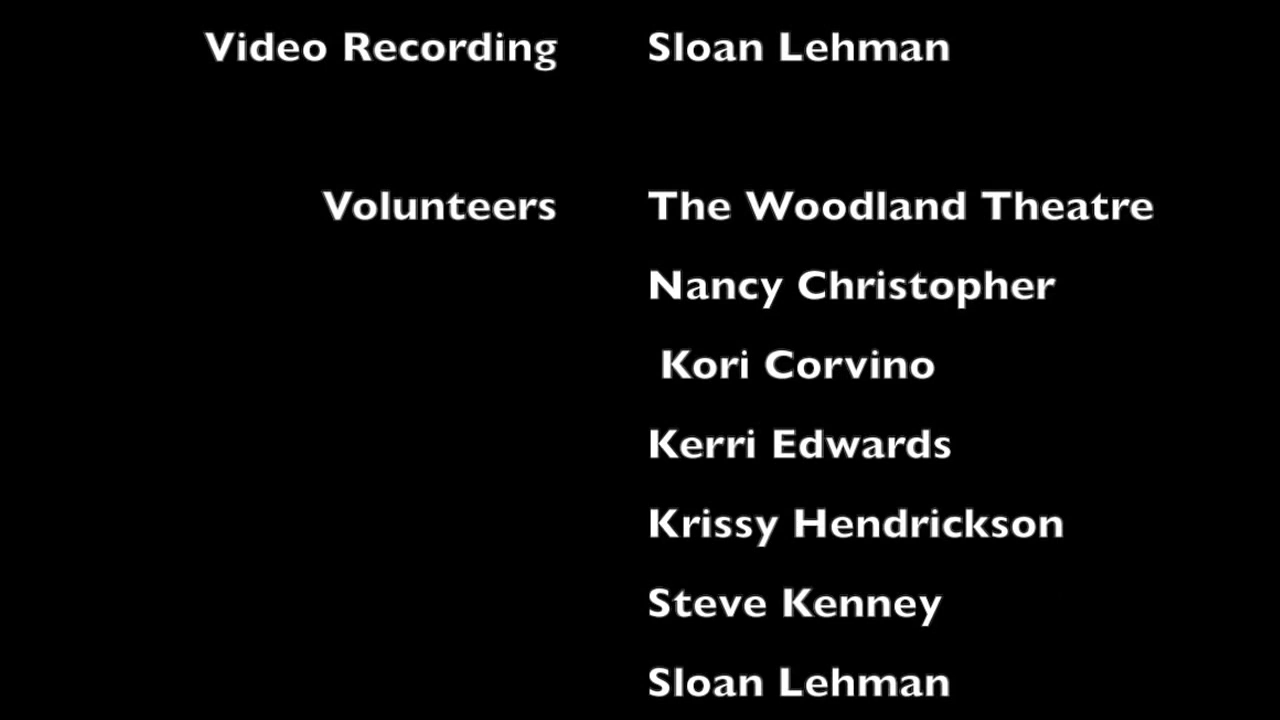 Video Recording Sloan Lehman
Volunteers The Woodland Theatre
Nancy Christopher
Kori Corvino
Kerri Edwards
Krissy Hendrickson
Steve Kenney
Sloan Lehman